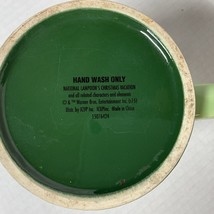 HAND WASH ONLY
NATIONAL LAMPOON'S CHRISTMAS VACATION
and all related characters and elements
© & ™ Warner Bros. Entertainment Inc.
Made in China